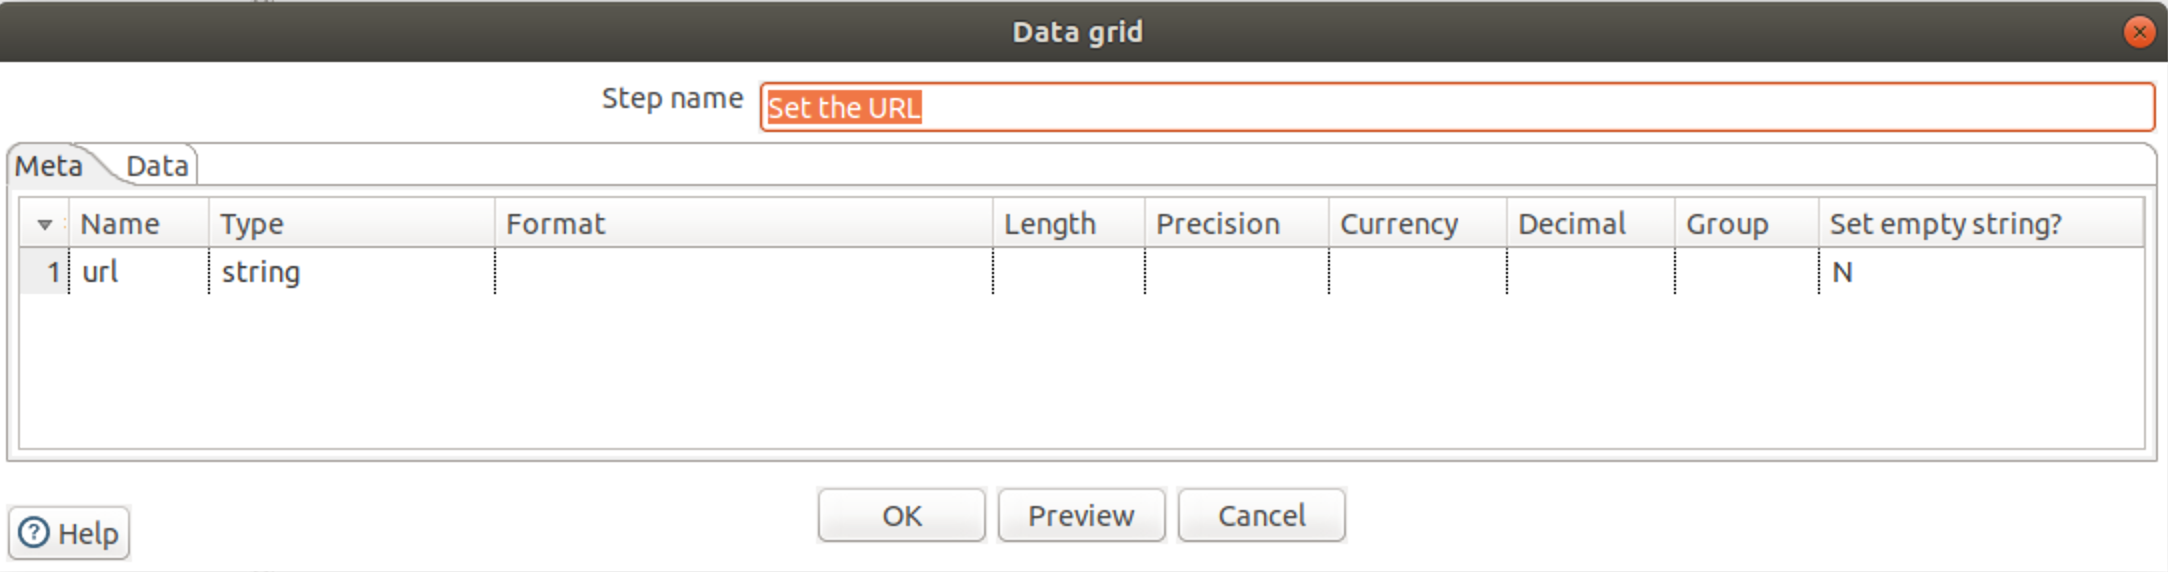 Data grid
Step name Set the URL
Meta Data
Name Type Format Length Precision Currency Decimal Group Set empty string?
1 url string N
OK Preview Cancel
Help